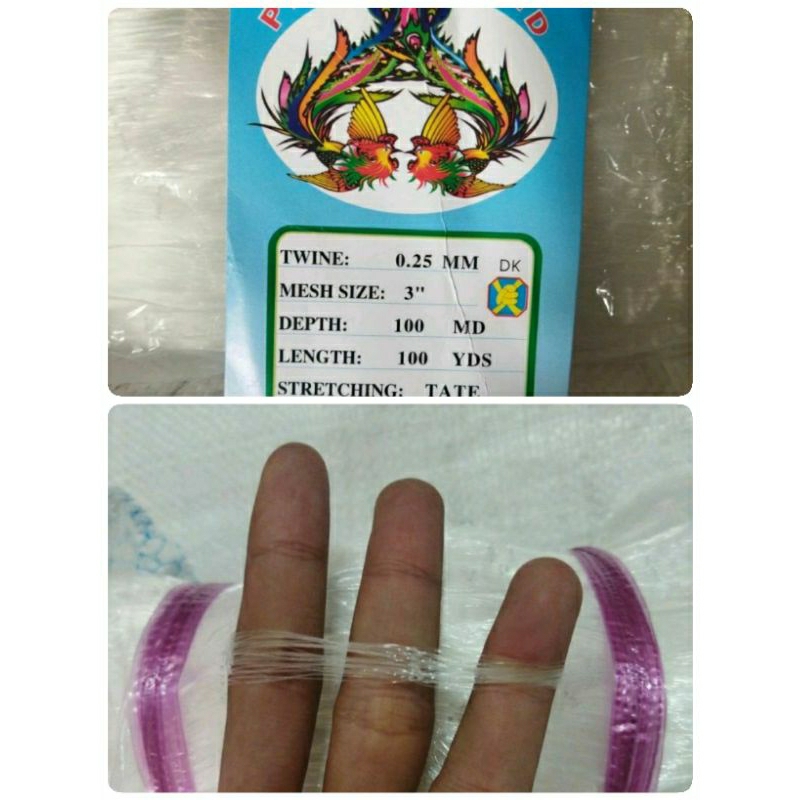 TWINE: 0.25 MM
DK
MESH SIZE: 3"
DEPTH: 100 MD
LENGTH: 100 YDS
STRETCHING: TATE